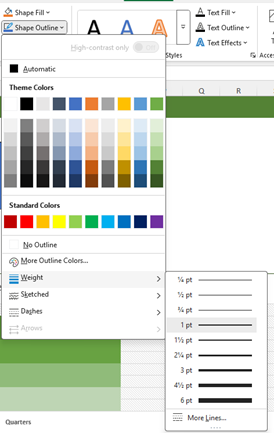 Shape Fill
Shape Outline
A A A
Text Fill
Text Outline
Text Effects
Styles
High-contrast only
Off
Automatic
Theme Colors
Q R
Standard Colors
No Outline
More Outline Colors...
Weight
Sketched
Dashes
Arrows
¼ pt
½ pt
¾ pt
1 pt
1½ pt
2¼ pt
3 pt
4½ pt
6 pt
More Lines...
Quarters